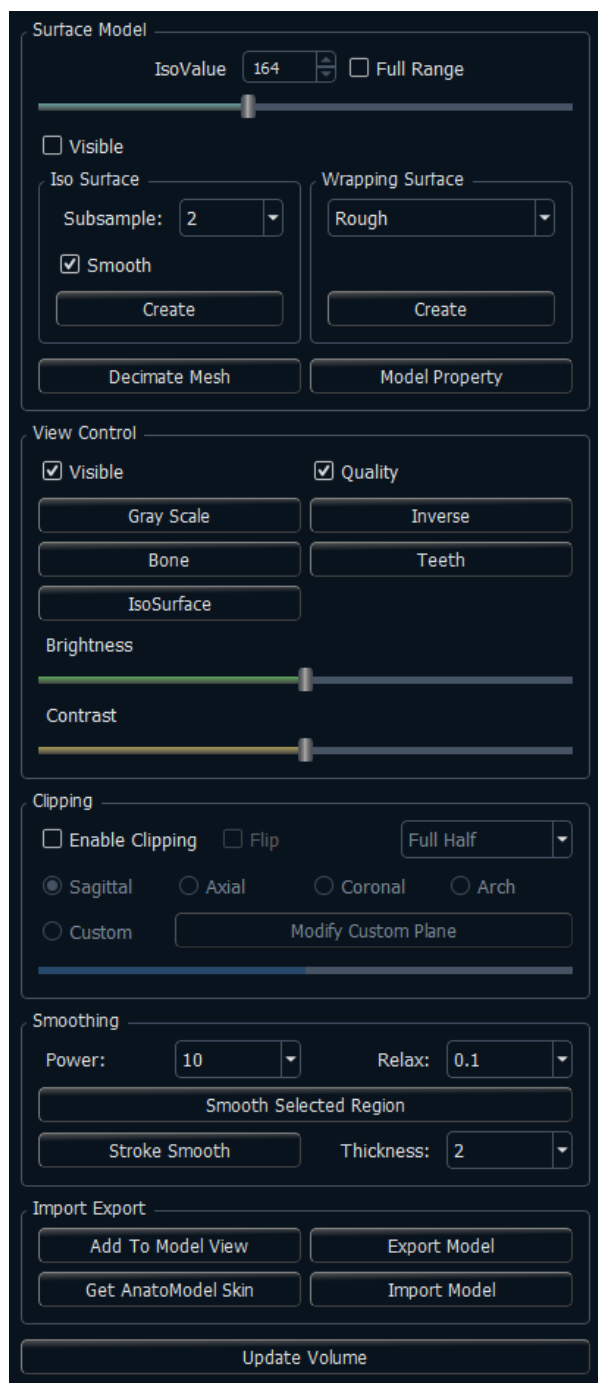 Surface Model
IsoValue 164 Full Range
Visible
Iso Surface Wrapping Surface
Subsample: 2 Rough
Smooth
Create Create
Decimate Mesh Model Property
View Control
Visible Quality
Gray Scale Inverse
Bone Teeth
IsoSurface
Brightness
Contrast
Clipping
Enable Clipping Flip Full Half
Sagittal Axial Coronal Arch
Custom Modify Custom Plane
Smoothing
Power: 10 Relax: 0.1
Smooth Selected Region
Stroke Smooth Thickness: 2
Import Export
Add To Model View Export Model
Get AnatoModel Skin Import Model
Update Volume